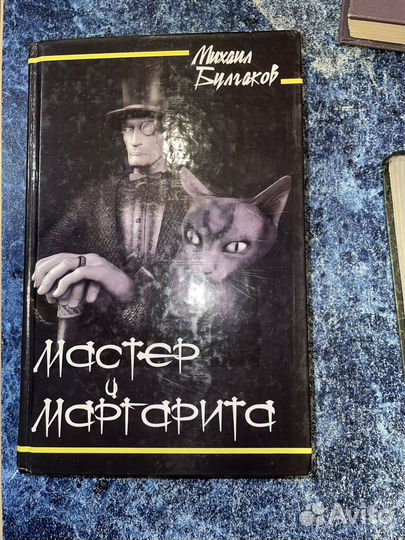 Михаил
Булгаков
Мастер
и
Маргарита
Avito